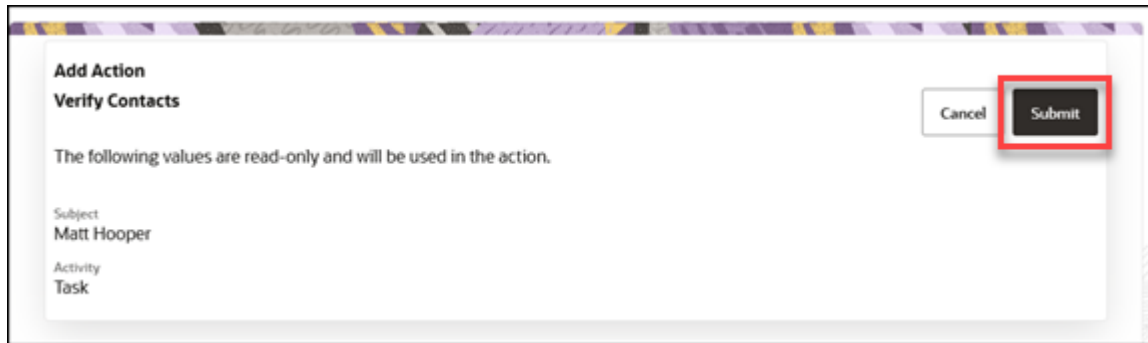 Add Action
Verify Contacts
Cancel
Submit
The following values are read-only and will be used in the action.
Subject
Matt Hooper
Activity
Task